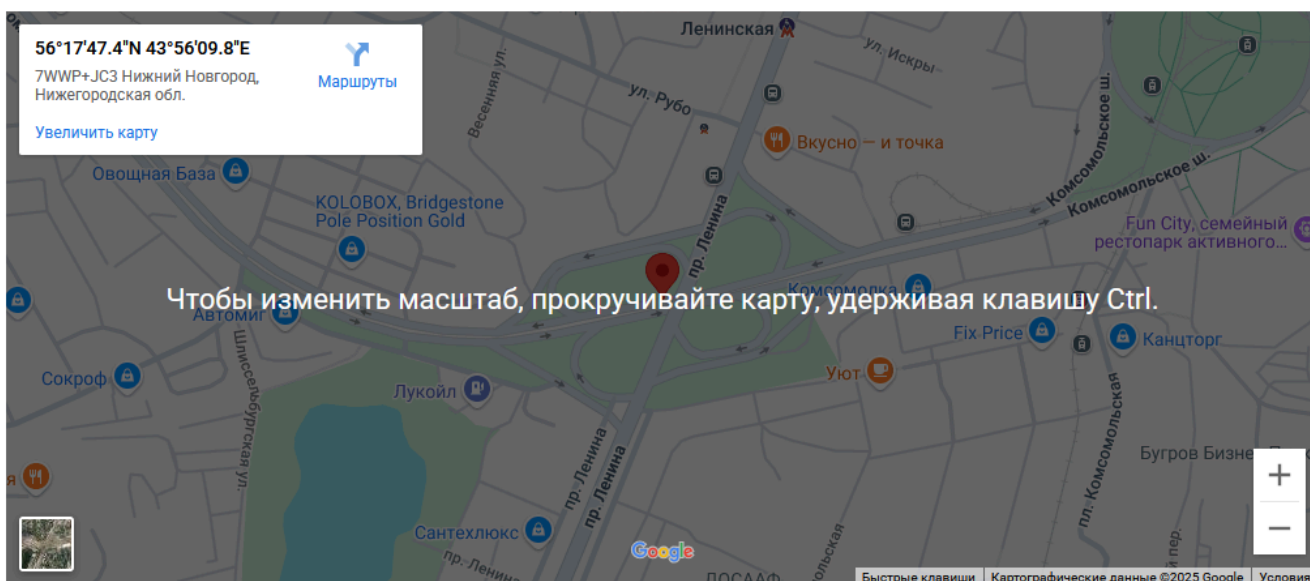 56°17'47.4"N 43°56'09.8"E
7WWP+JC3 Нижний Новгород,
Нижегородская обл.
Маршруты
Увеличить карту
Ленинская
ул. Искры
Весенняя ул.
ул. Рубо
Вкусно — и точка
Комсомольское ш.
Комсомольское ш.
Овощная База
KOLOBOX, Bridgestone
Pole Position Gold
пр. Ленина
Fun City, семейный
рестопарк активного...
Комсомолка
Чтобы изменить масштаб, прокручивайте карту, удерживая клавишу Ctrl.
Автомиг
Fix Price
Канцторг
Шлиссельбургская ул.
Сокроф
Лукойл
Уют
пл. Комсомольская
Бугров Бизне
я
пр. Ленина
пр. Ленина
Сантехлюкс
пр. Ленина
Google
ДОСААФ
й пер.
Быстрые клавиши
Картографические данные ©2025 Google
Условия